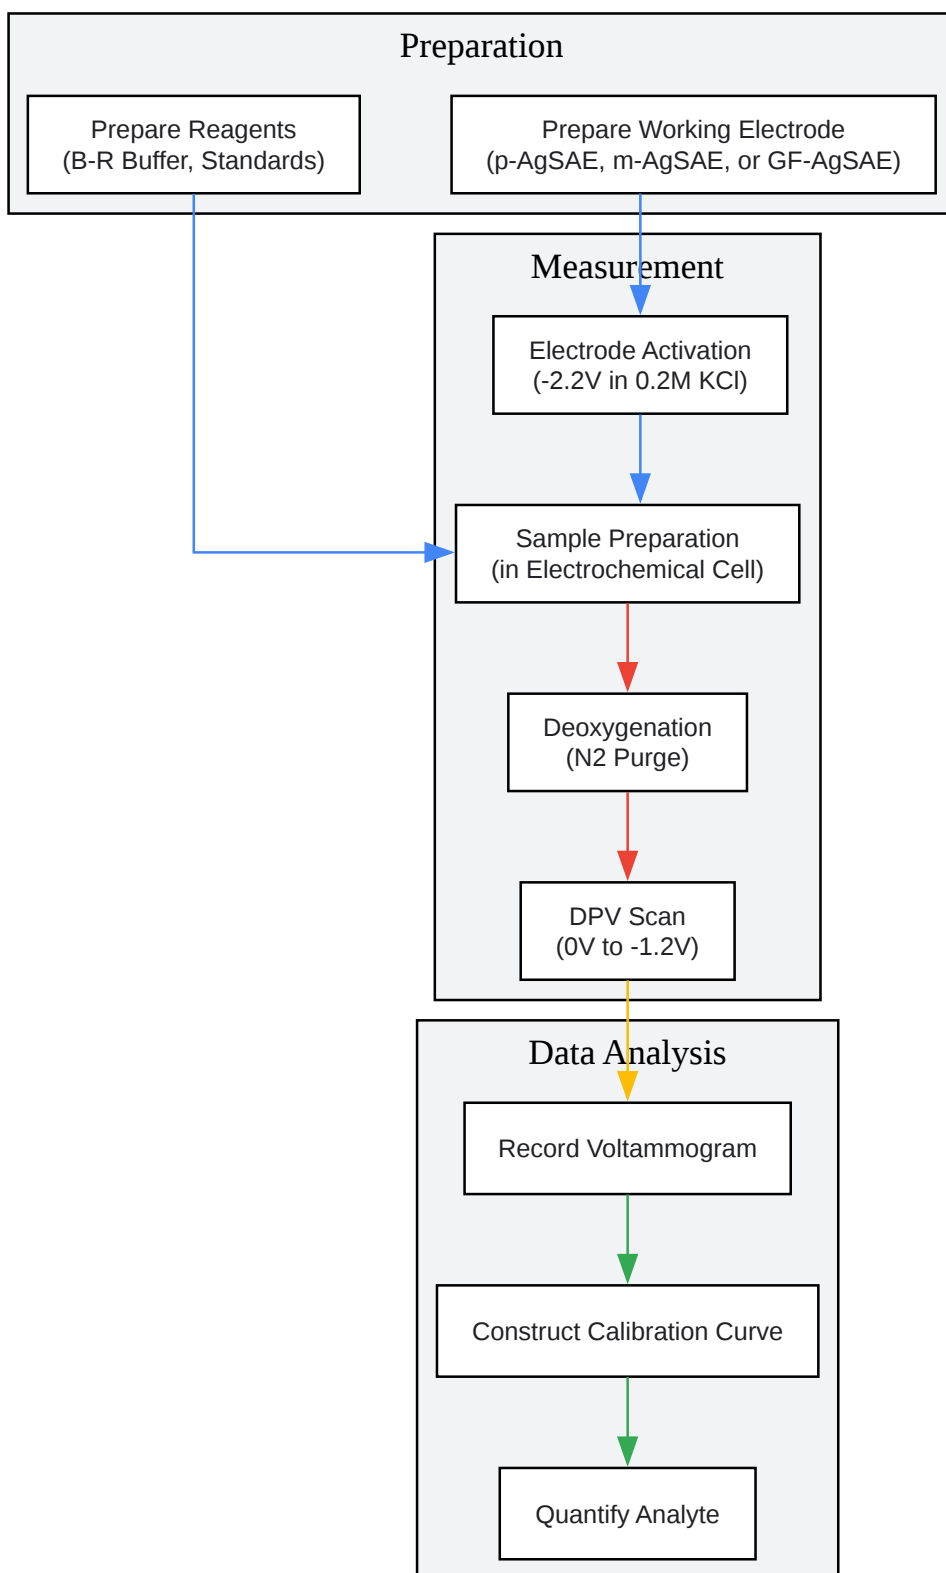 Preparation
Prepare Reagents
(B-R Buffer, Standards)
Prepare Working Electrode
(p-AgSAE, m-AgSAE, or GF-AgSAE)
Measurement
Electrode Activation
(-2.2V in 0.2M KCl)
Sample Preparation
(in Electrochemical Cell)
Deoxygenation
(N2 Purge)
DPV Scan
(0V to -1.2V)
Data Analysis
Record Voltammogram
Construct Calibration Curve
Quantify Analyte